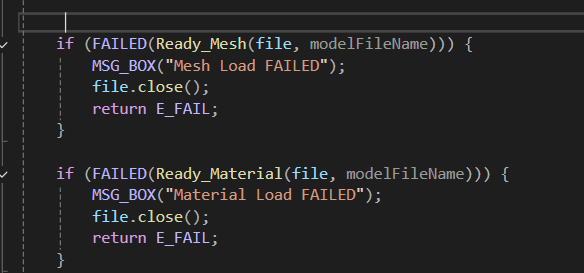 if (FAILED(Ready_Mesh(file, modelFileName))) {
MSG_BOX("Mesh Load FAILED");
file.close();
return E_FAIL;
}
if (FAILED(Ready_Material(file, modelFileName))) {
MSG_BOX("Material Load FAILED");
file.close();
return E_FAIL;
}